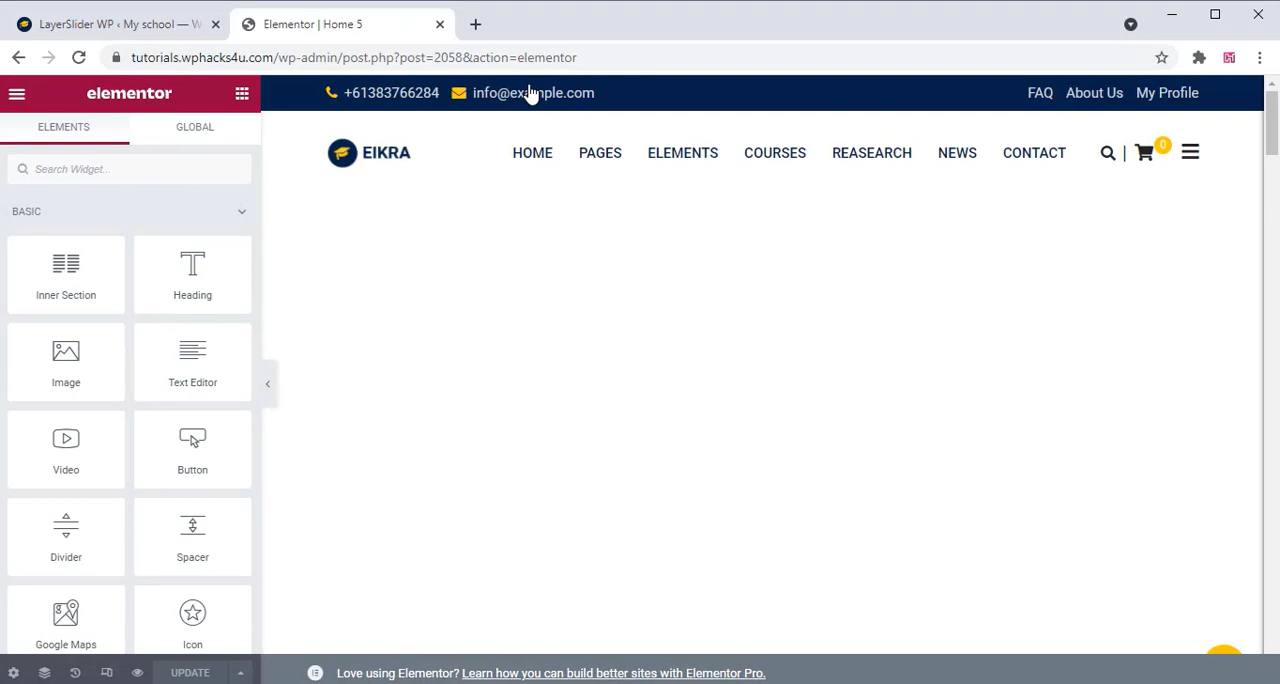 LayerSlider WP ‹ My school — W
Elementor | Home 5
tutorials.wphacks4u.com/wp-admin/post.php?post=2058&action=elementor
elementor
+61383766284 info@example.com
FAQ About Us My Profile
ELEMENTS GLOBAL
EIKRA
HOME PAGES ELEMENTS COURSES REASEARCH NEWS CONTACT
0
Search Widget...
BASIC
Inner Section
Heading
Image
Text Editor
Video
Button
Divider
Spacer
Google Maps
Icon
UPDATE
Love using Elementor? Learn how you can build better sites with Elementor Pro.